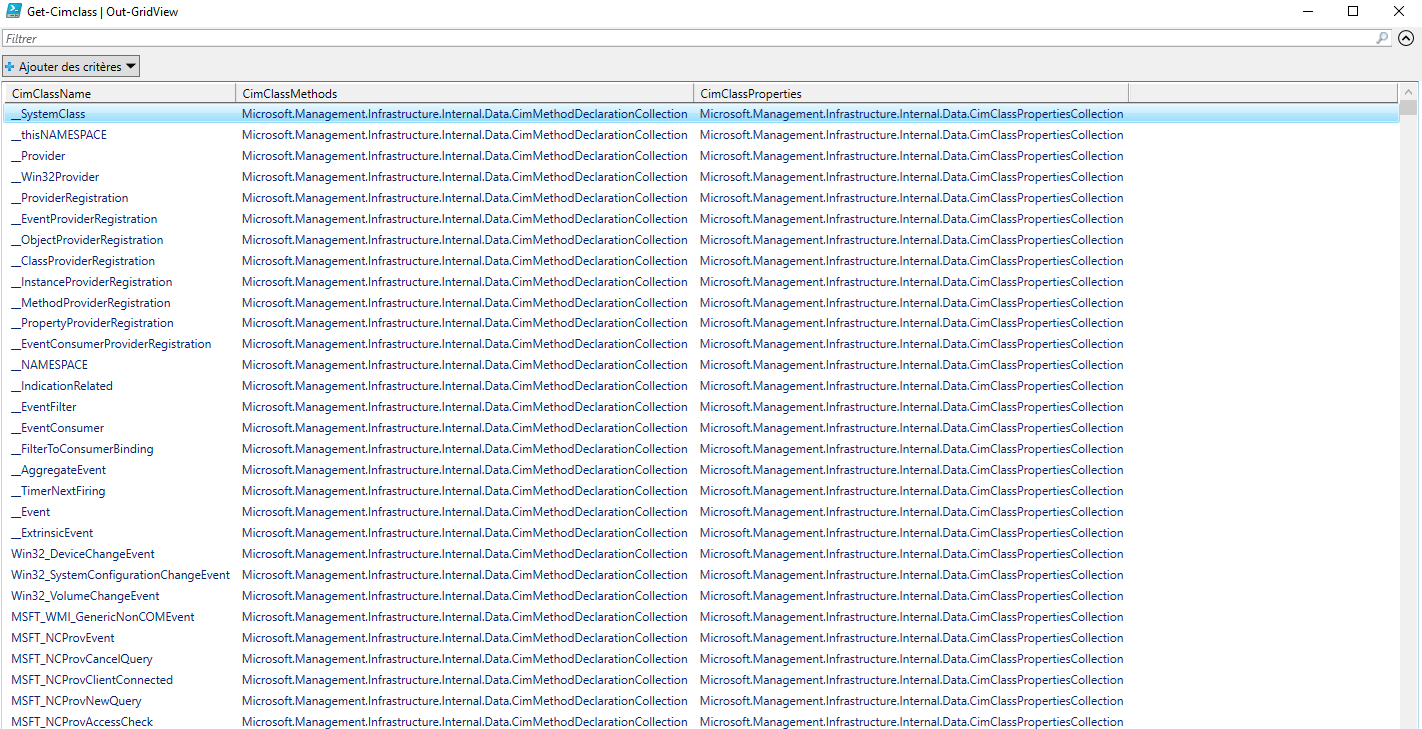 Get-Cimclass | Out-GridView
Filtrer
Ajouter des critères
CimClassName CimClassMethods CimClassProperties
__SystemClass Microsoft.Management.Infrastructure.Internal.Data.CimMethodDeclarationCollection Microsoft.Management.Infrastructure.Internal.Data.CimClassPropertiesCollection
__thisNAMESPACE Microsoft.Management.Infrastructure.Internal.Data.CimMethodDeclarationCollection Microsoft.Management.Infrastructure.Internal.Data.CimClassPropertiesCollection
__Provider Microsoft.Management.Infrastructure.Internal.Data.CimMethodDeclarationCollection Microsoft.Management.Infrastructure.Internal.Data.CimClassPropertiesCollection
__Win32Provider Microsoft.Management.Infrastructure.Internal.Data.CimMethodDeclarationCollection Microsoft.Management.Infrastructure.Internal.Data.CimClassPropertiesCollection
__ProviderRegistration Microsoft.Management.Infrastructure.Internal.Data.CimMethodDeclarationCollection Microsoft.Management.Infrastructure.Internal.Data.CimClassPropertiesCollection
__EventProviderRegistration Microsoft.Management.Infrastructure.Internal.Data.CimMethodDeclarationCollection Microsoft.Management.Infrastructure.Internal.Data.CimClassPropertiesCollection
__ObjectProviderRegistration Microsoft.Management.Infrastructure.Internal.Data.CimMethodDeclarationCollection Microsoft.Management.Infrastructure.Internal.Data.CimClassPropertiesCollection
__ClassProviderRegistration Microsoft.Management.Infrastructure.Internal.Data.CimMethodDeclarationCollection Microsoft.Management.Infrastructure.Internal.Data.CimClassPropertiesCollection
__InstanceProviderRegistration Microsoft.Management.Infrastructure.Internal.Data.CimMethodDeclarationCollection Microsoft.Management.Infrastructure.Internal.Data.CimClassPropertiesCollection
__MethodProviderRegistration Microsoft.Management.Infrastructure.Internal.Data.CimMethodDeclarationCollection Microsoft.Management.Infrastructure.Internal.Data.CimClassPropertiesCollection
__PropertyProviderRegistration Microsoft.Management.Infrastructure.Internal.Data.CimMethodDeclarationCollection Microsoft.Management.Infrastructure.Internal.Data.CimClassPropertiesCollection
__EventConsumerProviderRegistration Microsoft.Management.Infrastructure.Internal.Data.CimMethodDeclarationCollection Microsoft.Management.Infrastructure.Internal.Data.CimClassPropertiesCollection
__NAMESPACE Microsoft.Management.Infrastructure.Internal.Data.CimMethodDeclarationCollection Microsoft.Management.Infrastructure.Internal.Data.CimClassPropertiesCollection
__IndicationRelated Microsoft.Management.Infrastructure.Internal.Data.CimMethodDeclarationCollection Microsoft.Management.Infrastructure.Internal.Data.CimClassPropertiesCollection
__EventFilter Microsoft.Management.Infrastructure.Internal.Data.CimMethodDeclarationCollection Microsoft.Management.Infrastructure.Internal.Data.CimClassPropertiesCollection
__EventConsumer Microsoft.Management.Infrastructure.Internal.Data.CimMethodDeclarationCollection Microsoft.Management.Infrastructure.Internal.Data.CimClassPropertiesCollection
__FilterToConsumerBinding Microsoft.Management.Infrastructure.Internal.Data.CimMethodDeclarationCollection Microsoft.Management.Infrastructure.Internal.Data.CimClassPropertiesCollection
__AggregateEvent Microsoft.Management.Infrastructure.Internal.Data.CimMethodDeclarationCollection Microsoft.Management.Infrastructure.Internal.Data.CimClassPropertiesCollection
__TimerNextFiring Microsoft.Management.Infrastructure.Internal.Data.CimMethodDeclarationCollection Microsoft.Management.Infrastructure.Internal.Data.CimClassPropertiesCollection
__Event Microsoft.Management.Infrastructure.Internal.Data.CimMethodDeclarationCollection Microsoft.Management.Infrastructure.Internal.Data.CimClassPropertiesCollection
__ExtrinsicEvent Microsoft.Management.Infrastructure.Internal.Data.CimMethodDeclarationCollection Microsoft.Management.Infrastructure.Internal.Data.CimClassPropertiesCollection
Win32_DeviceChangeEvent Microsoft.Management.Infrastructure.Internal.Data.CimMethodDeclarationCollection Microsoft.Management.Infrastructure.Internal.Data.CimClassPropertiesCollection
Win32_SystemConfigurationChangeEvent Microsoft.Management.Infrastructure.Internal.Data.CimMethodDeclarationCollection Microsoft.Management.Infrastructure.Internal.Data.CimClassPropertiesCollection
Win32_VolumeChangeEvent Microsoft.Management.Infrastructure.Internal.Data.CimMethodDeclarationCollection Microsoft.Management.Infrastructure.Internal.Data.CimClassPropertiesCollection
MSFT_WMI_GenericNonCOMEvent Microsoft.Management.Infrastructure.Internal.Data.CimMethodDeclarationCollection Microsoft.Management.Infrastructure.Internal.Data.CimClassPropertiesCollection
MSFT_NCProvEvent Microsoft.Management.Infrastructure.Internal.Data.CimMethodDeclarationCollection Microsoft.Management.Infrastructure.Internal.Data.CimClassPropertiesCollection
MSFT_NCProvCancelQuery Microsoft.Management.Infrastructure.Internal.Data.CimMethodDeclarationCollection Microsoft.Management.Infrastructure.Internal.Data.CimClassPropertiesCollection
MSFT_NCProvClientConnected Microsoft.Management.Infrastructure.Internal.Data.CimMethodDeclarationCollection Microsoft.Management.Infrastructure.Internal.Data.CimClassPropertiesCollection
MSFT_NCProvNewQuery Microsoft.Management.Infrastructure.Internal.Data.CimMethodDeclarationCollection Microsoft.Management.Infrastructure.Internal.Data.CimClassPropertiesCollection
MSFT_NCProvAccessCheck Microsoft.Management.Infrastructure.Internal.Data.CimMethodDeclarationCollection Microsoft.Management.Infrastructure.Internal.Data.CimClassPropertiesCollection